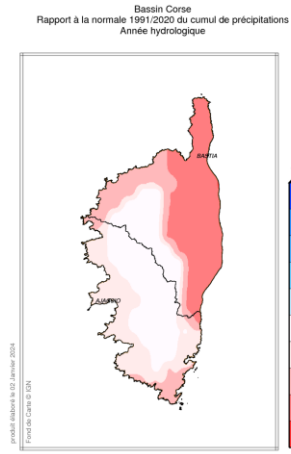 Bassin Corse
Rapport à la normale 1991/2020 du cumul de précipitations
Année hydrologique
BASTIA
AJACCIO
produit élaboré le 02 Janvier 2024
Fond de Carte © IGN